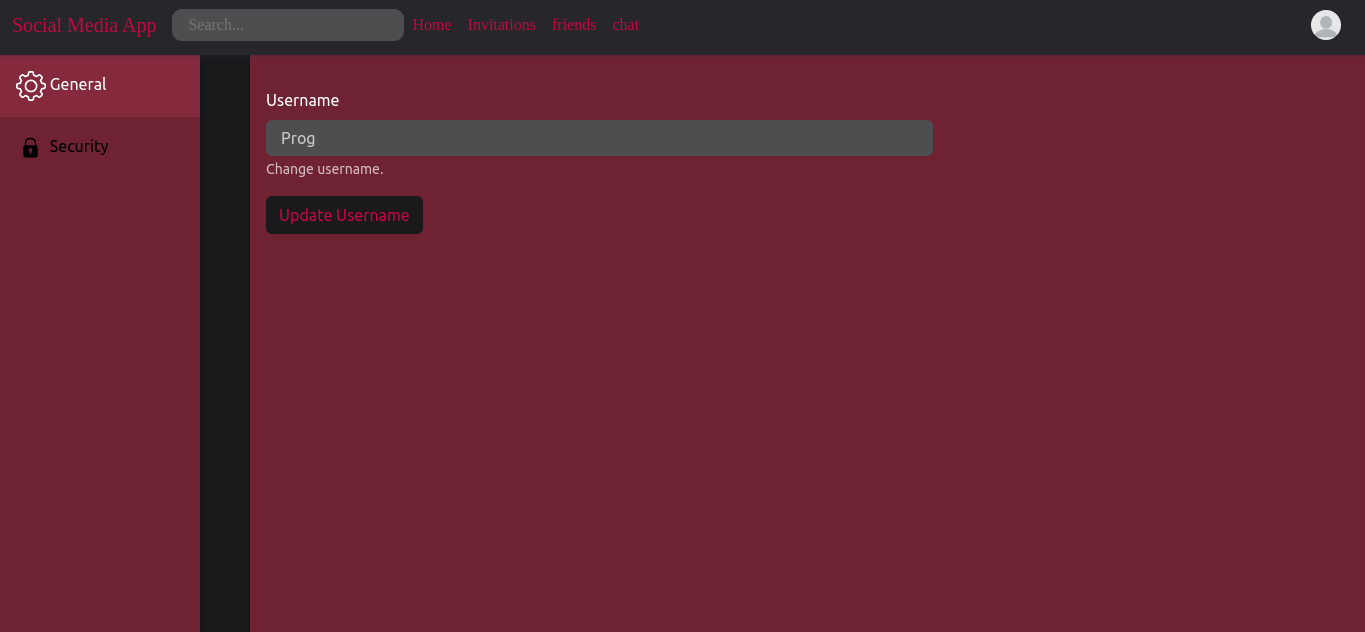 Social Media App Search... Home Invitations friends chat
General
Security
Username
Prog
Change username.
Update Username